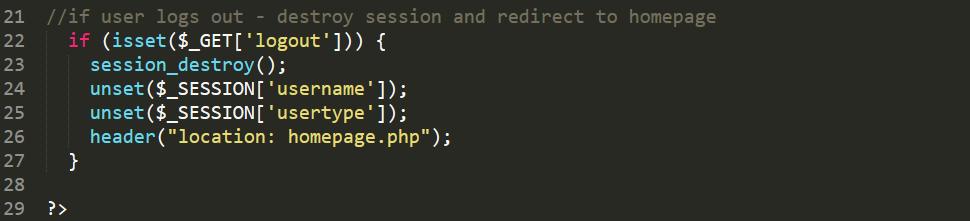 21 //if user logs out - destroy session and redirect to homepage
22 if (isset($_GET['logout'])) {
23 session_destroy();
24 unset($_SESSION['username']);
25 unset($_SESSION['usertype']);
26 header("location: homepage.php");
27 }
28
29 ?>